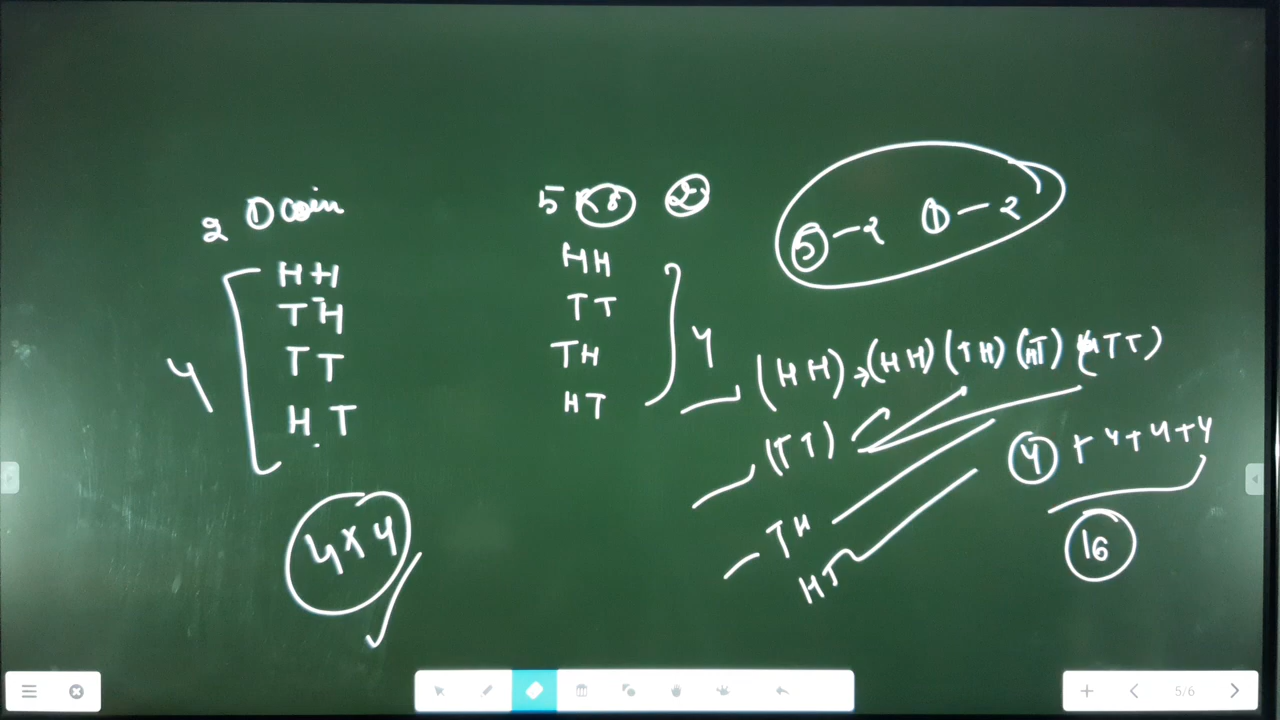 2 ① coin
HH
TH
TT
HT
4
4×4
5 ②
HH
TT
TH
HT
4
⑤ — 2 ① — 2
(HH) → (HH) (TH) (HT) (TT)
(TT)
TH
HT
④ + 4 + 4 + 4
16
5/6